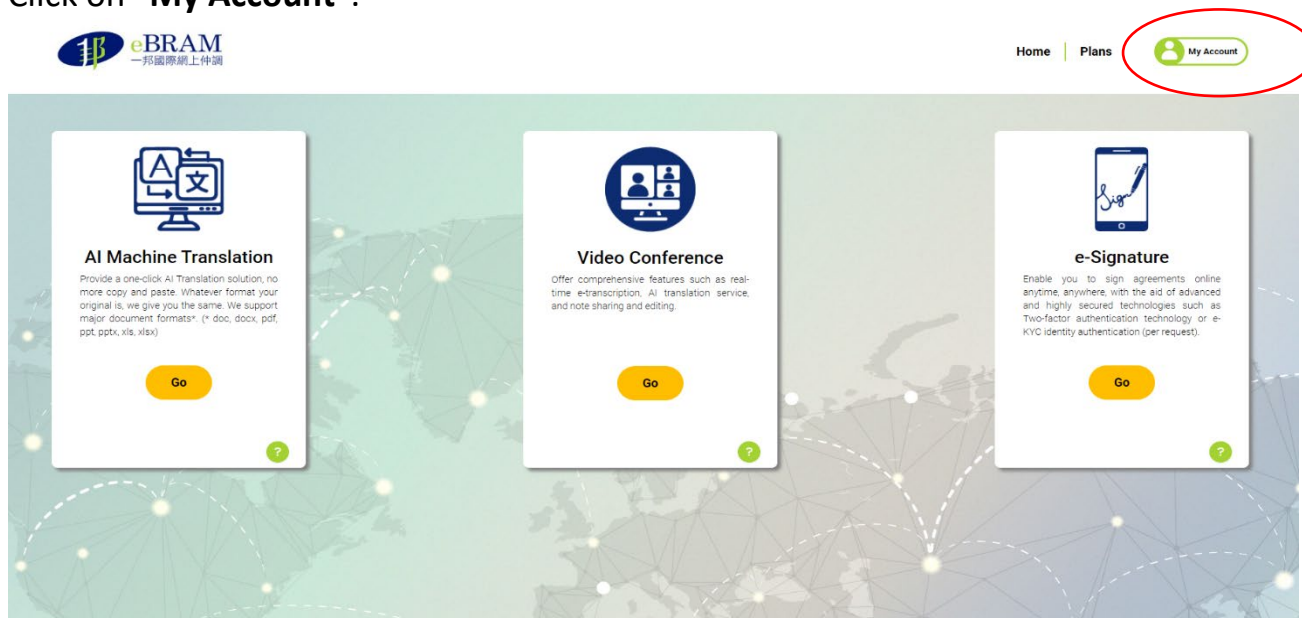 Click on "My Account".
eBRAM
一邦國際網上仲調
Home
Plans
My Account
A
文
Sign
AI Machine Translation
Provide a one-click AI Translation solution, no
more copy and paste. Whatever format your
original is, we give you the same. We support
major document formats*. (* doc, docx, pdf,
ppt, pptx, xls, xlsx)
Go
?
Video Conference
Offer comprehensive features such as real-
time e-transcription, AI translation service,
and note sharing and editing.
Go
?
e-Signature
Enable you to sign agreements online
anytime, anywhere, with the aid of advanced
and highly secured technologies such as
Two-factor authentication technology or e-
KYC identity authentication (per request).
Go
?